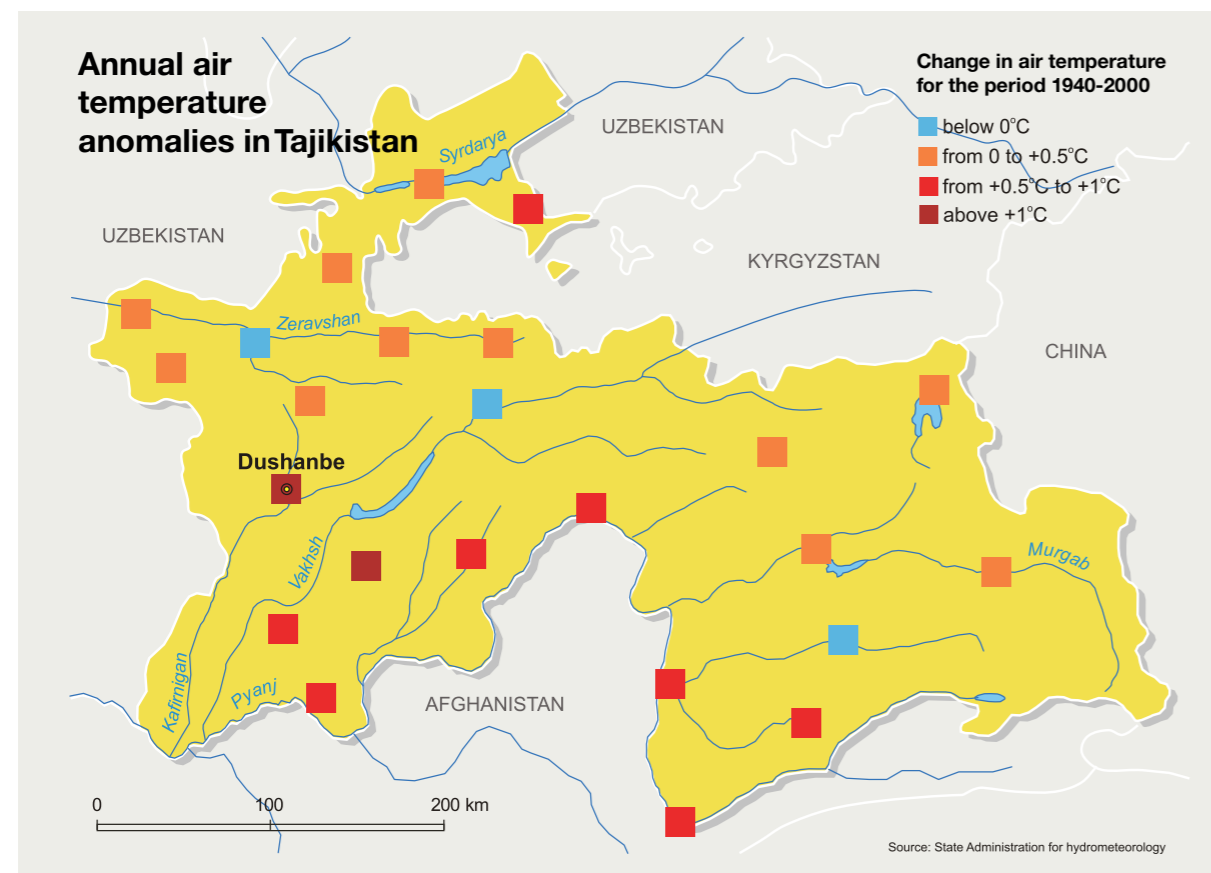 Annual air
temperature
anomalies in Tajikistan
Change in air temperature
for the period 1940-2000
below 0°C
from 0 to +0.5°C
from +0.5°C to +1°C
above +1°C
UZBEKISTAN
Syrdarya
UZBEKISTAN
KYRGYZSTAN
Zeravshan
CHINA
Dushanbe
Vakhsh
Murgab
Kafirnigan
Pyanj
AFGHANISTAN
0 100 200 km
Source: State Administration for hydrometeorology